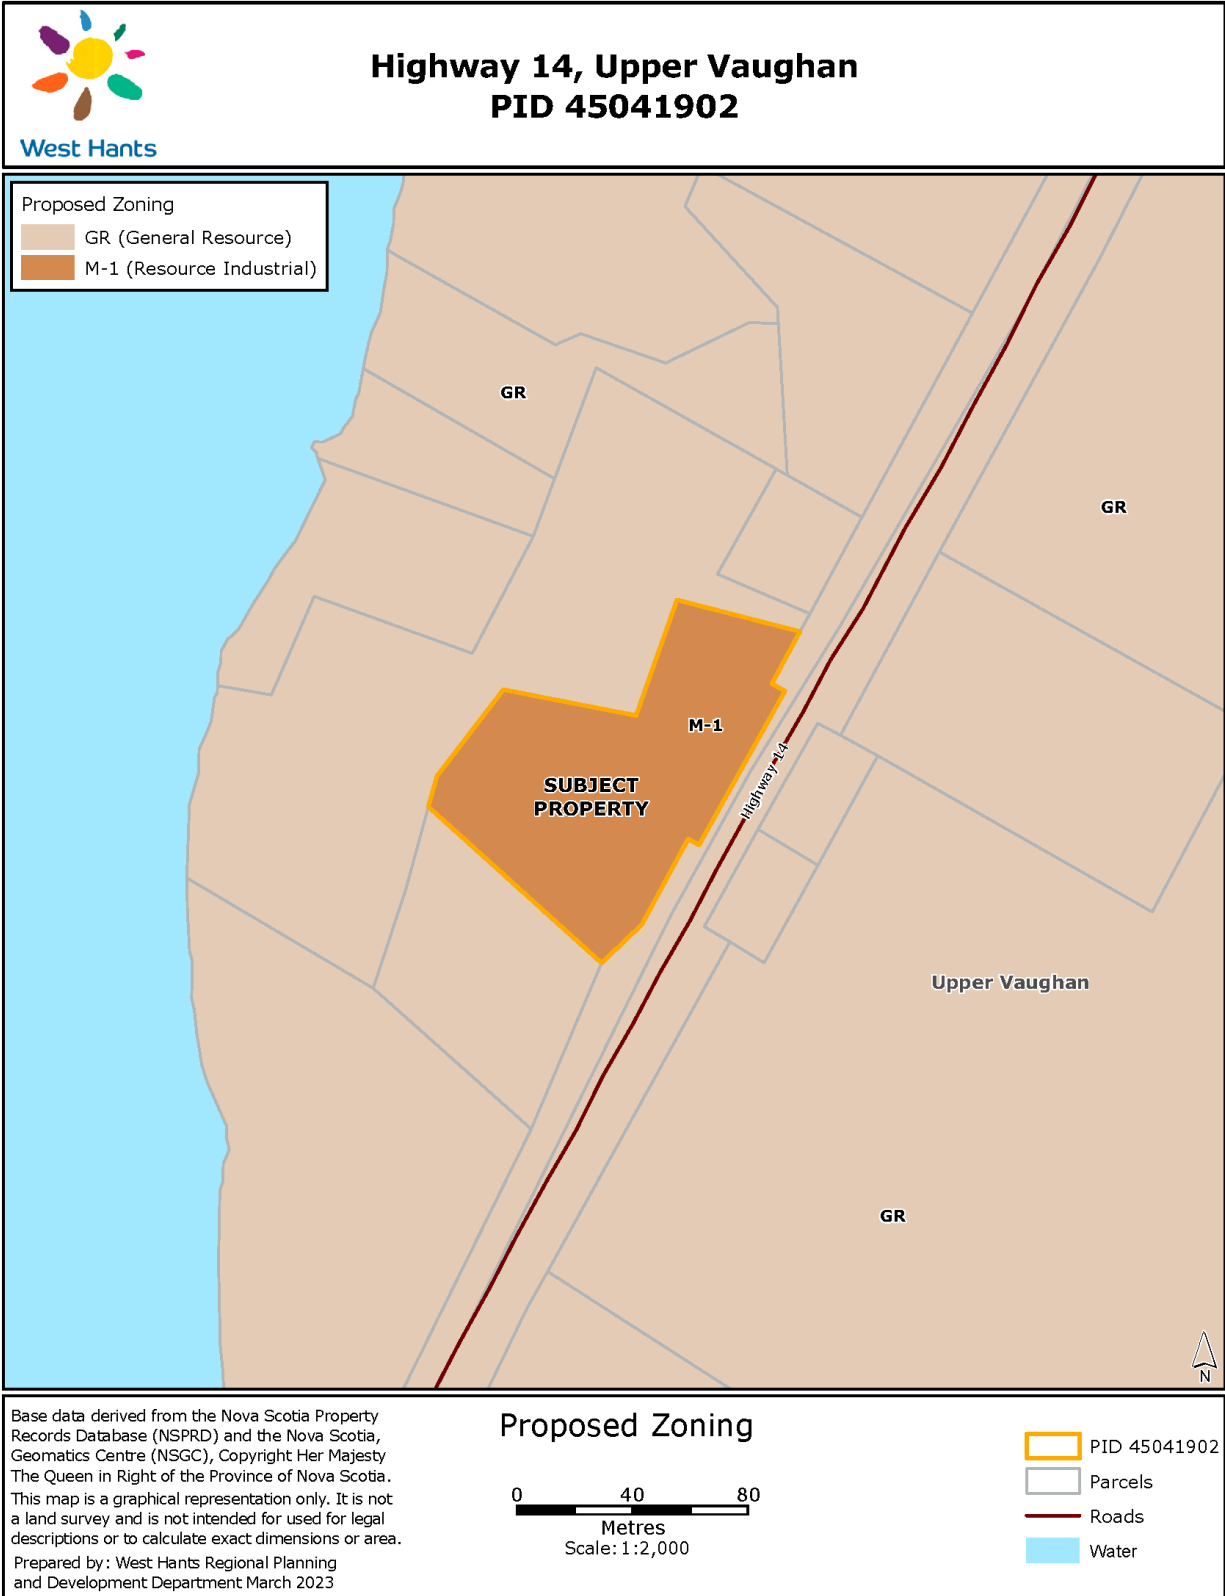 West Hants
Highway 14, Upper Vaughan
PID 45041902
Proposed Zoning
GR (General Resource)
M-1 (Resource Industrial)
GR
GR
M-1
SUBJECT
PROPERTY
Highway 14
Upper Vaughan
GR
N
Base data derived from the Nova Scotia Property
Records Database (NSPRD) and the Nova Scotia,
Geomatics Centre (NSGC), Copyright Her Majesty
The Queen in Right of the Province of Nova Scotia.
This map is a graphical representation only. It is not
a land survey and is not intended for used for legal
descriptions or to calculate exact dimensions or area.
Prepared by: West Hants Regional Planning
and Development Department March 2023
Proposed Zoning
0 40 80
Metres
Scale: 1:2,000
PID 45041902
Parcels
Roads
Water